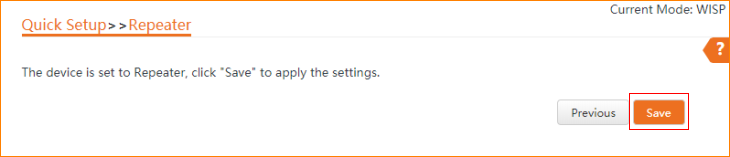 Current Mode: WISP
Quick Setup>>Repeater
?
The device is set to Repeater, click "Save" to apply the settings.
Previous Save